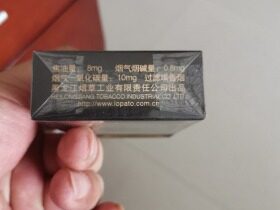 焦油量: 8mg 烟气烟碱量: 0.8mg
烟气一氧化碳量: 10mg 过滤嘴香烟
黑龙江烟草工业有限责任公司出品
HEILONGJIANG TOBACCO INDUSTRIAL CO., LTD
www.lopato.com.cn